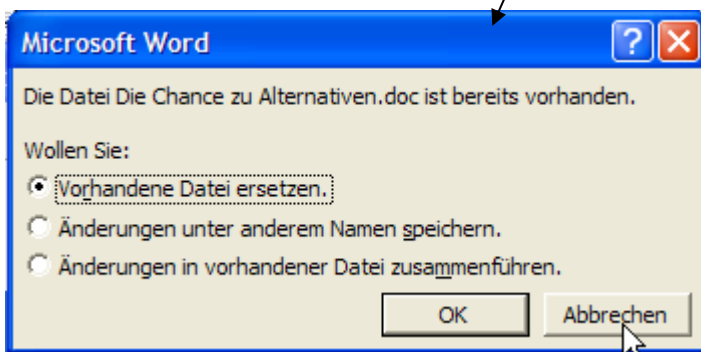 Microsoft Word
?
Die Datei Die Chance zu Alternativen.doc ist bereits vorhanden.
Wollen Sie:
Vorhandene Datei ersetzen.
Änderungen unter anderem Namen speichern.
Änderungen in vorhandener Datei zusammenführen.
OK
Abbrechen